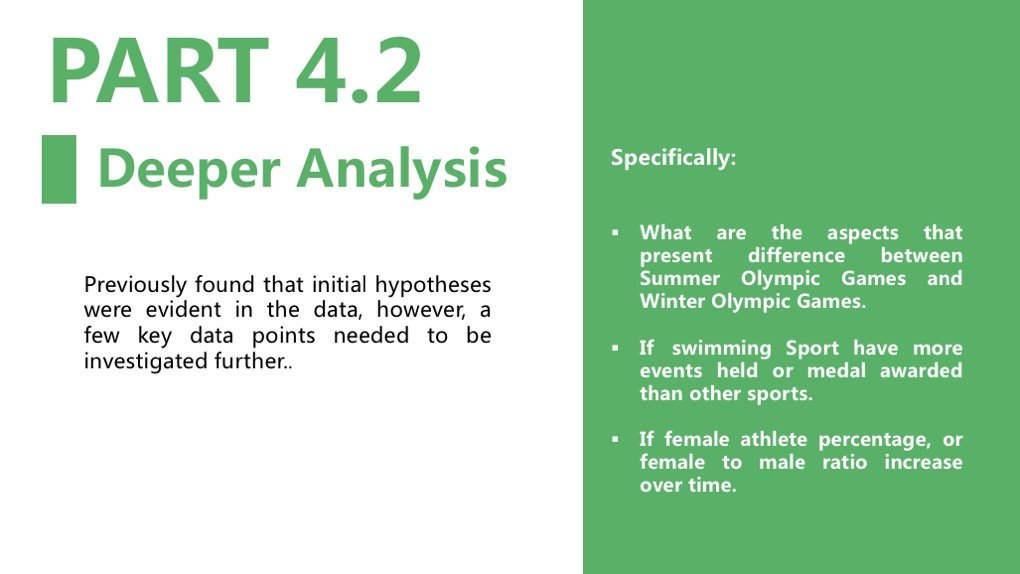 PART 4.2
Deeper Analysis
Previously found that initial hypotheses
were evident in the data, however, a
few key data points needed to be
investigated further..
Specifically:
▪ What are the aspects that
present difference between
Summer Olympic Games and
Winter Olympic Games.
▪ If swimming Sport have more
events held or medal awarded
than other sports.
▪ If female athlete percentage, or
female to male ratio increase
over time.